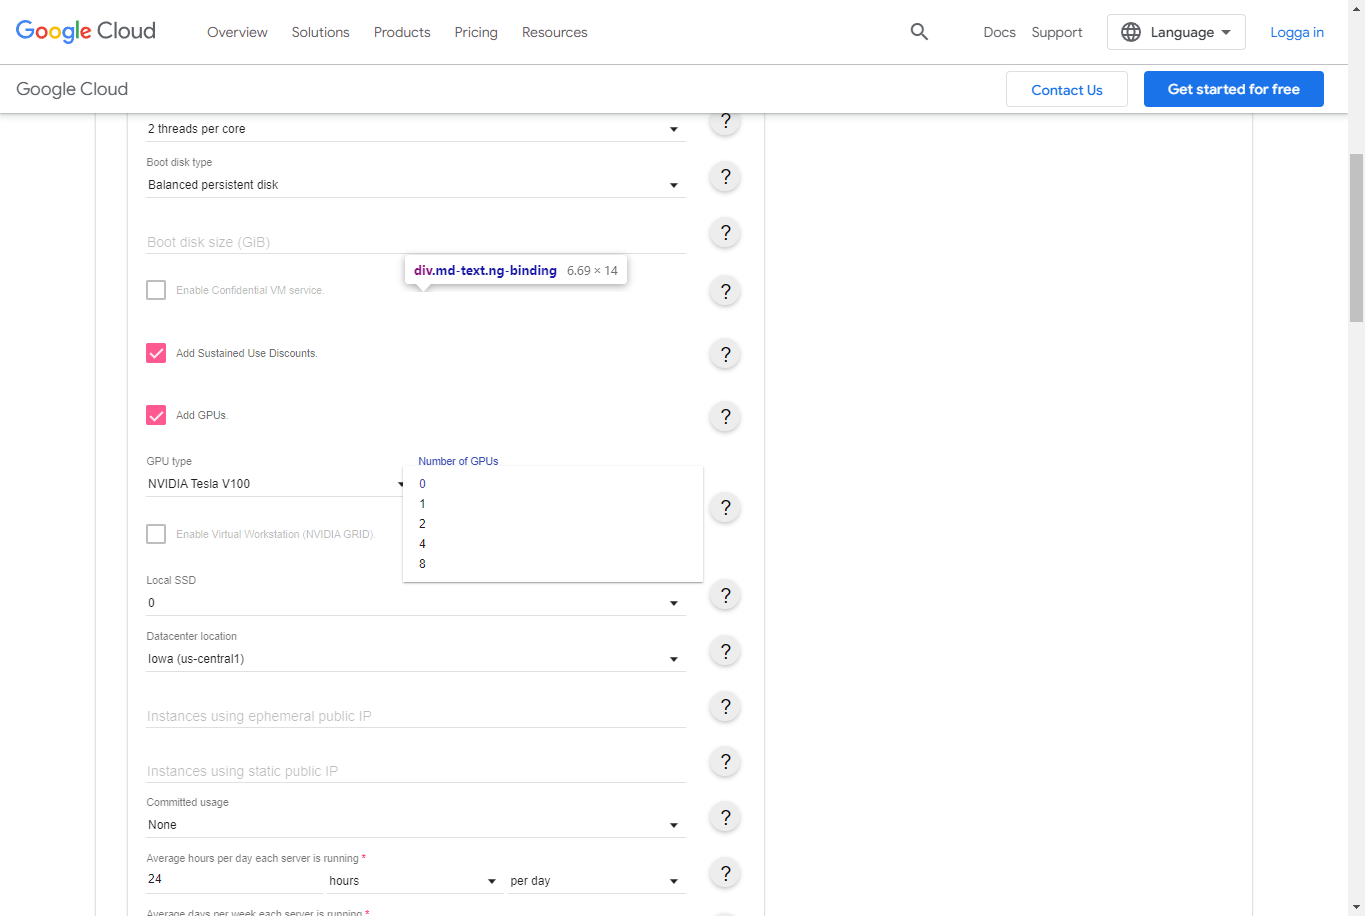 Google Cloud
Overview Solutions Products Pricing Resources
Docs Support Language Logga in
Google Cloud
Contact Us Get started for free
2 threads per core
?
Boot disk type
Balanced persistent disk
?
Boot disk size (GiB)
?
div.md-text.ng-binding 6.69 × 14
Enable Confidential VM service.
?
Add Sustained Use Discounts.
?
Add GPUs.
?
GPU type
NVIDIA Tesla V100
Number of GPUs
0
1
2
4
8
?
Enable Virtual Workstation (NVIDIA GRID).
Local SSD
0
?
Datacenter location
Iowa (us-central1)
?
Instances using ephemeral public IP
?
Instances using static public IP
?
Committed usage
None
?
Average hours per day each server is running *
24 hours per day
?
Average days per week each server is running *